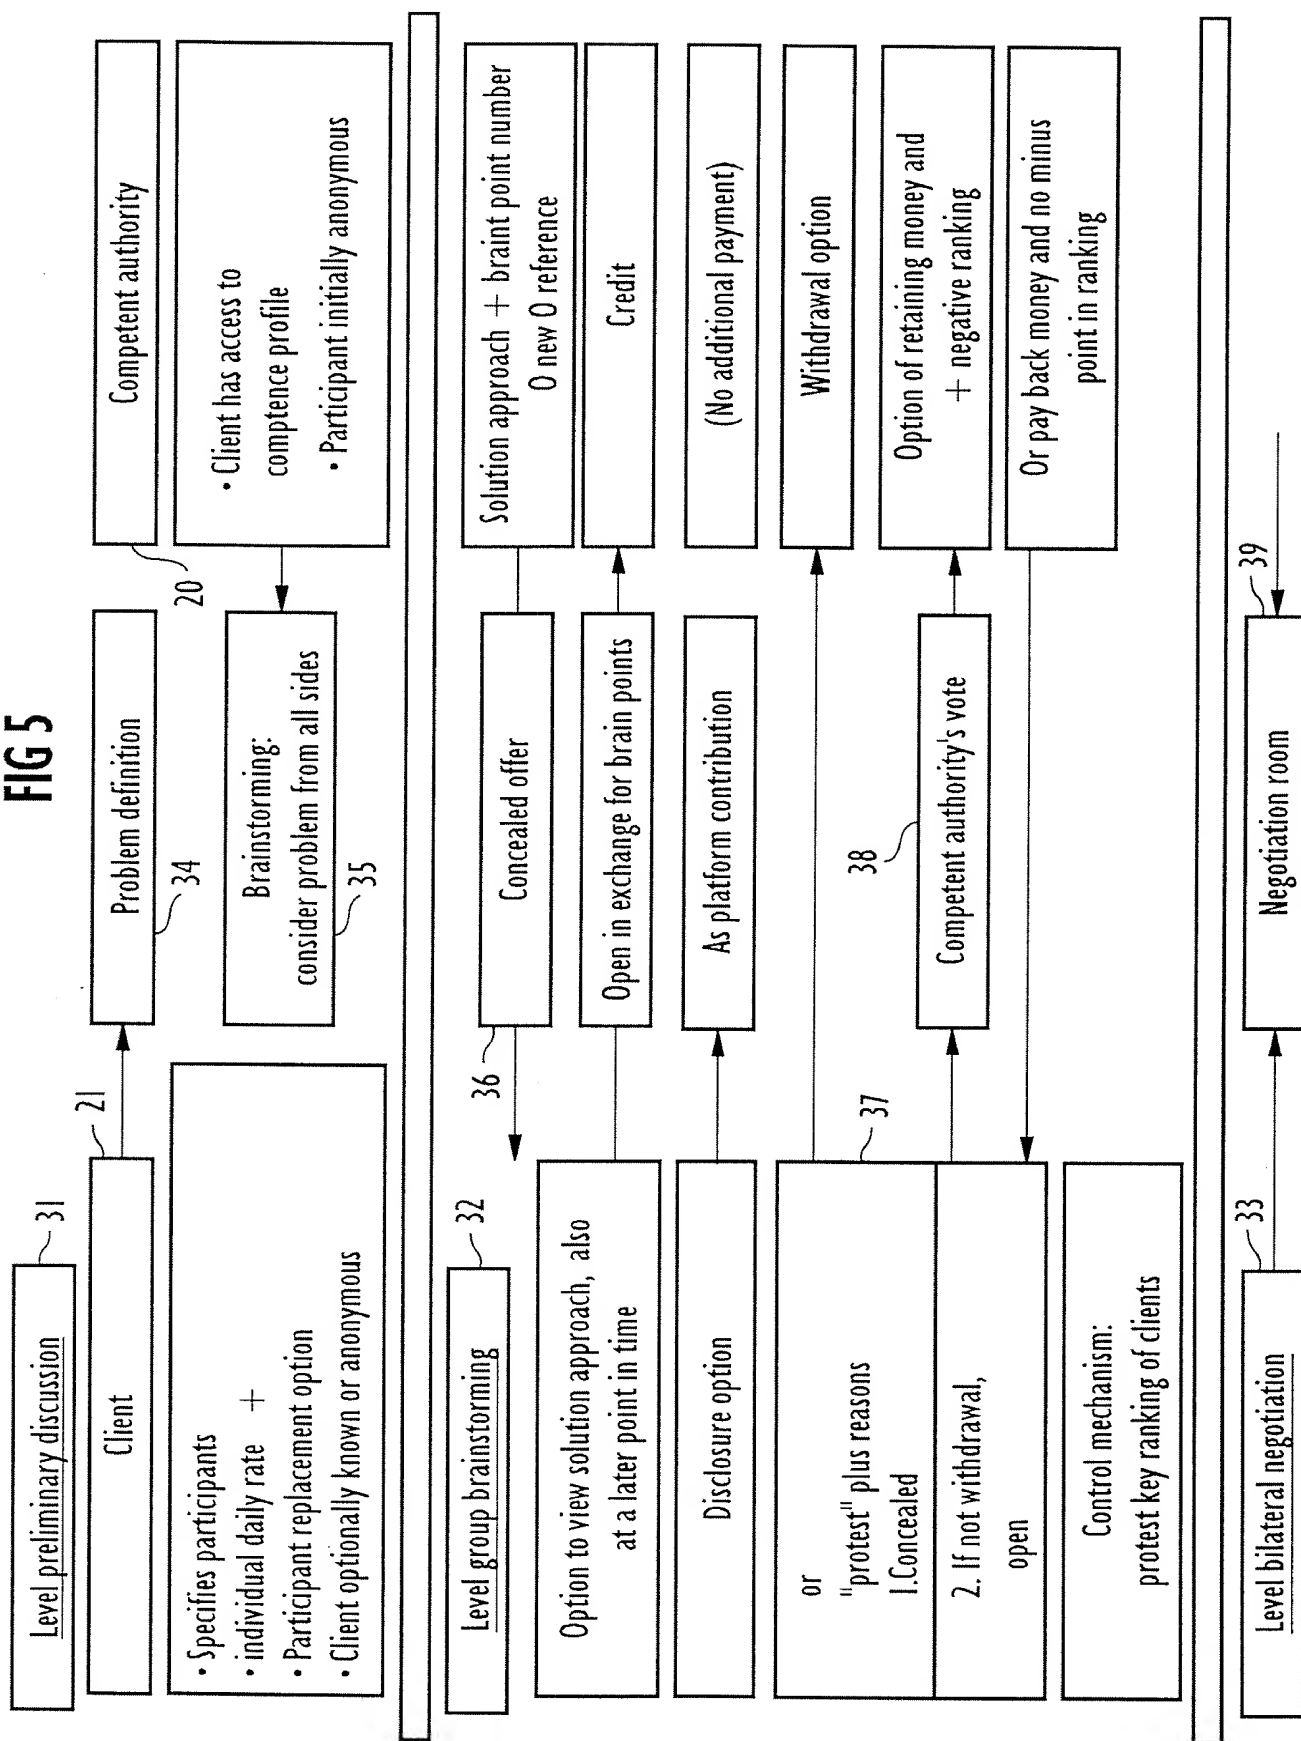 FIG 5
Level preliminary discussion
31
Client
21
Problem definition
34
Competent authority
20
• Specifies participants
• individual daily rate +
• Participant replacement option
• Client optionally known or anonymous
Brainstorming:
consider problem from all sides
35
• Client has access to
comptence profile
• Participant initially anonymous
Level group brainstorming
32
36
Concealed offer
Solution approach + braint point number
O new O reference
Option to view solution approach, also
at a later point in time
Open in exchange for brain points
Credit
Disclosure option
As platform contribution
(No additional payment)
or
"protest" plus reasons
1.Concealed
37
Withdrawal option
2. If not withdrawal,
open
38
Competent authority's vote
Option of retaining money and
+ negative ranking
Or pay back money and no minus
point in ranking
Control mechanism:
protest key ranking of clients
Level bilateral negotiation
33
Negotiation room
39